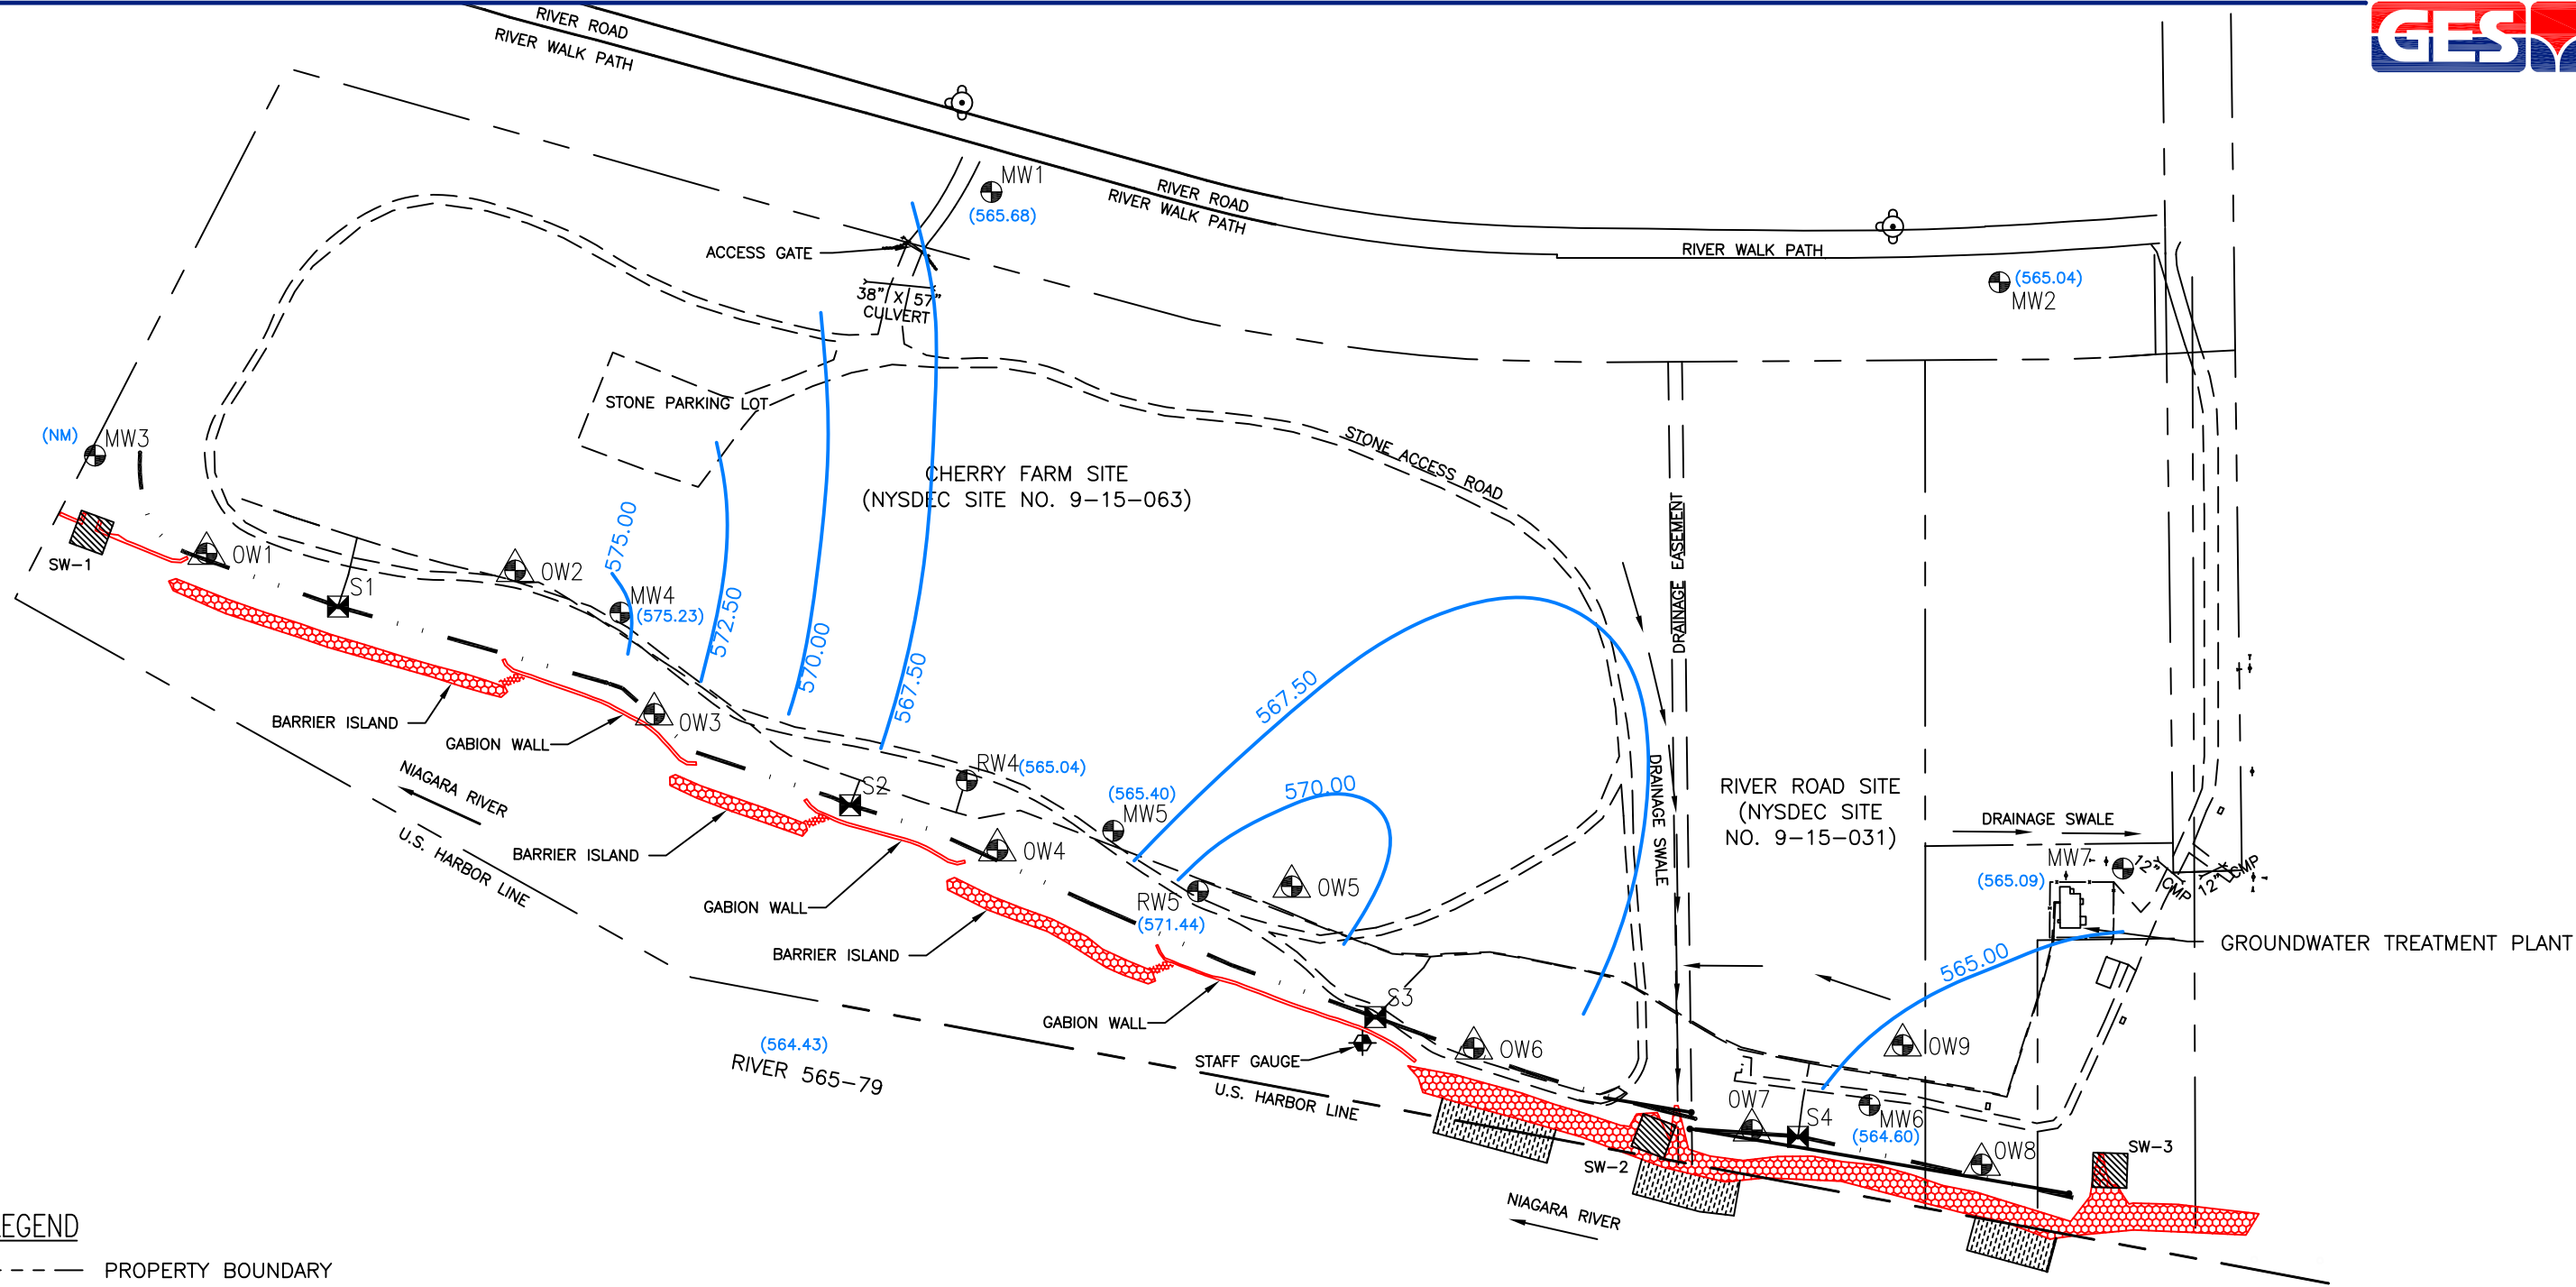 GES
RIVER ROAD
RIVER WALK PATH
MW1
(565.68)
RIVER ROAD
RIVER WALK PATH
ACCESS GATE
RIVER WALK PATH
(565.04)
MW2
38" X 57"
CULVERT
STONE PARKING LOT
(NM)
MW3
STONE ACCESS ROAD
CHERRY FARM SITE
(NYSDEC SITE NO. 9-15-063)
DRAINAGE EASEMENT
575.00
SW-1
OW1
OW2
S1
MW4
(575.23)
572.50
570.00
567.50
567.50
BARRIER ISLAND
OW3
GABION WALL
NIAGARA RIVER
RW4
(565.04)
S2
570.00
(565.40)
MW5
DRAINAGE SWALE
RIVER ROAD SITE
(NYSDEC SITE
NO. 9-15-031)
DRAINAGE SWALE
U.S. HARBOR LINE
BARRIER ISLAND
OW4
MW7
12" CMP
12" CMP
(565.09)
OW5
GABION WALL
RW5
(571.44)
BARRIER ISLAND
GROUNDWATER TREATMENT PLANT
565.00
S3
GABION WALL
(564.43)
RIVER 565-79
STAFF GAUGE
OW6
OW9
U.S. HARBOR LINE
OW7
S4
MW6
(564.60)
SW-2
OW8
SW-3
NIAGARA RIVER
EGEND
PROPERTY BOUNDARY